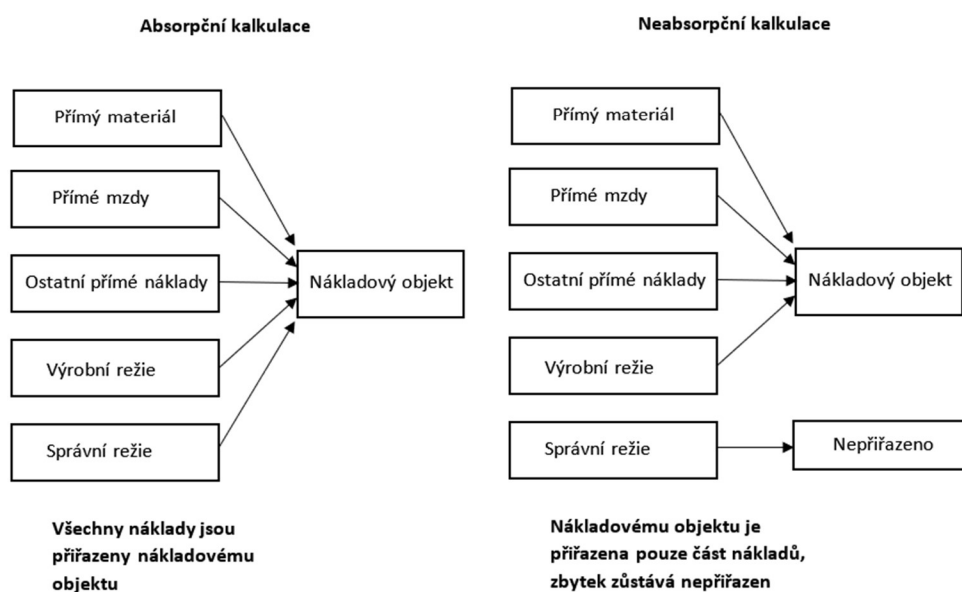 Absorpční kalkulace
Přímý materiál
Přímé mzdy
Ostatní přímé náklady
Výrobní režie
Správní režie
Nákladový objekt
Všechny náklady jsou
přiřazeny nákladovému
objektu
Neabsorpční kalkulace
Přímý materiál
Přímé mzdy
Ostatní přímé náklady
Výrobní režie
Správní režie
Nákladový objekt
Nepřiřazeno
Nákladovému objektu je
přiřazena pouze část nákladů,
zbytek zůstává nepřiřazen